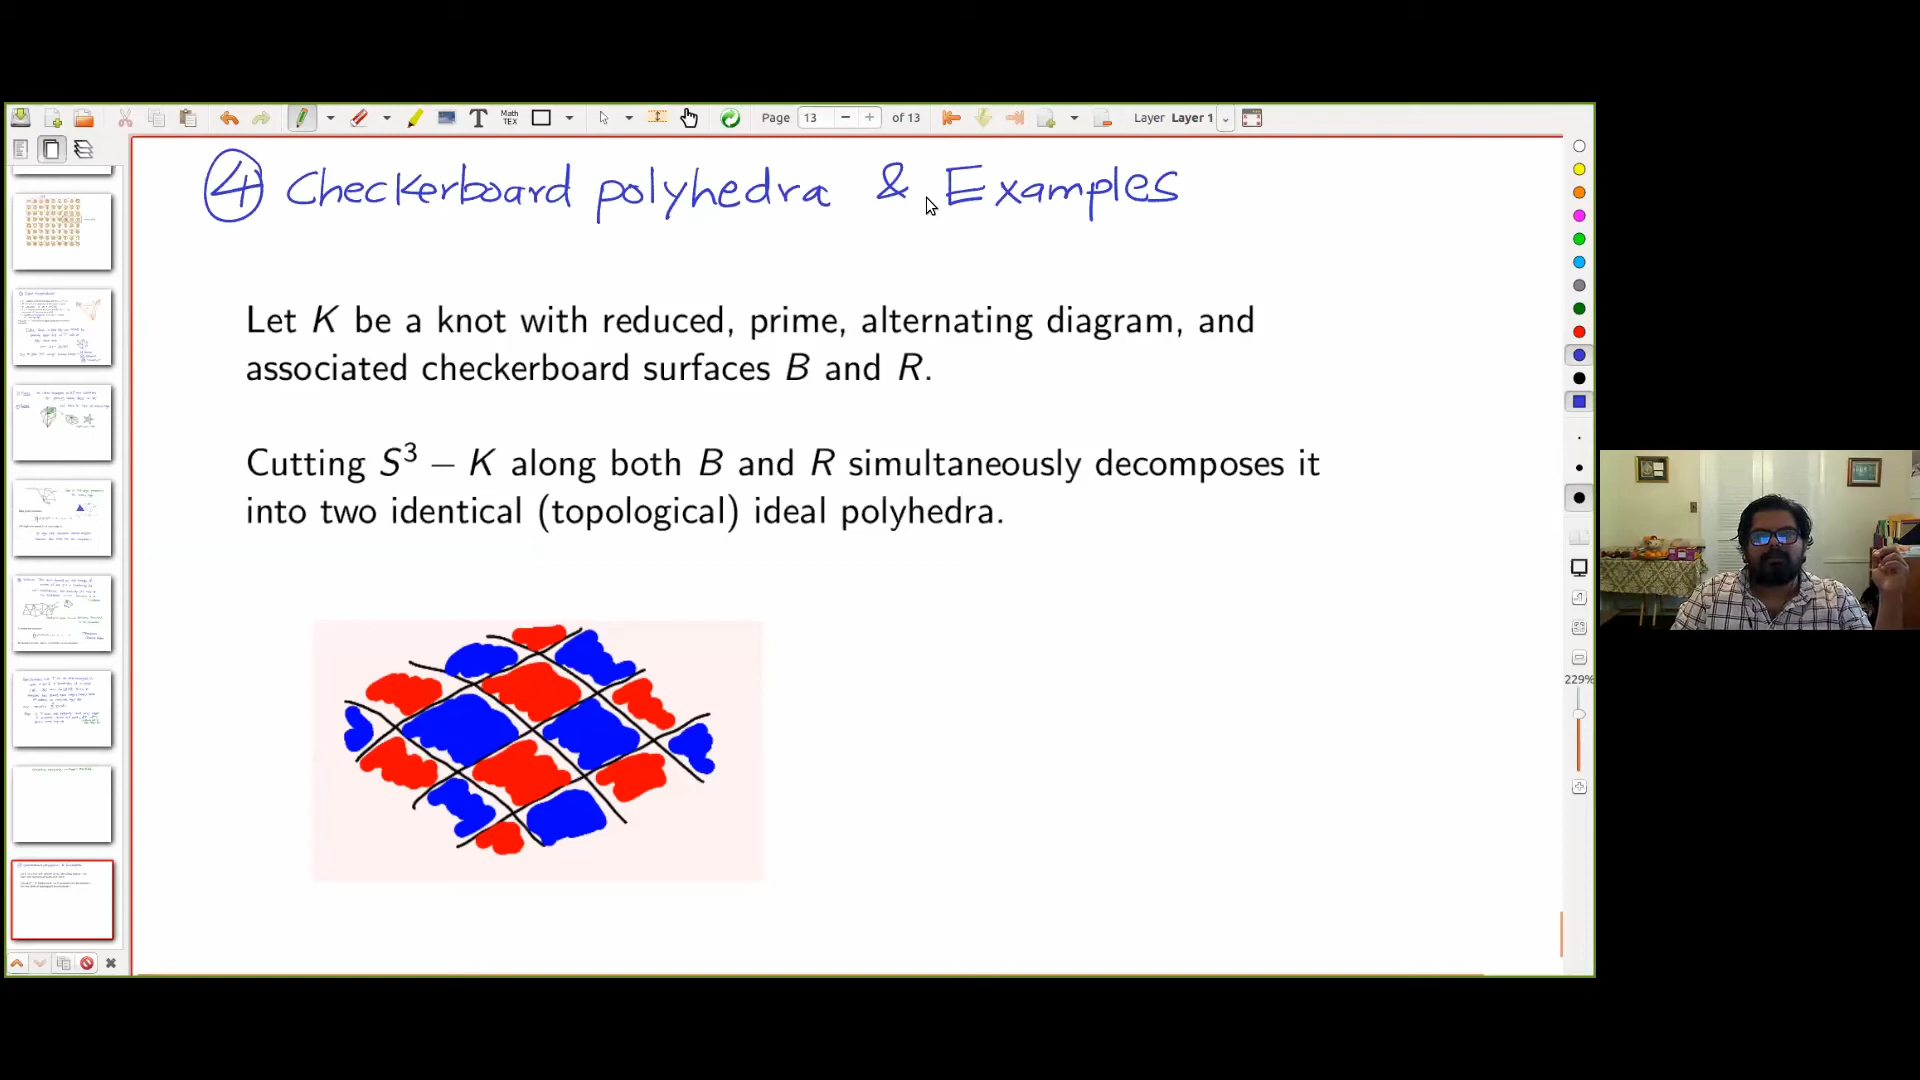 Math
TEX
Page 13 of 13
Layer Layer 1
④ Checkerboard polyhedra & Examples
Let K be a knot with reduced, prime, alternating diagram, and
associated checkerboard surfaces B and R.
Cutting S³ − K along both B and R simultaneously decomposes it
into two identical (topological) ideal polyhedra.
229%